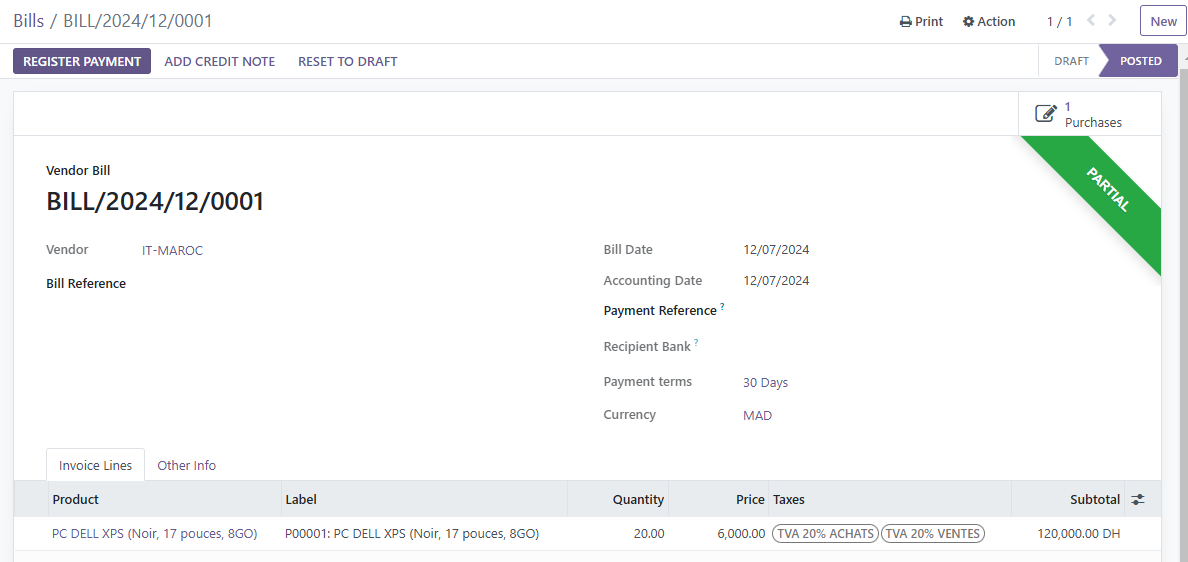 Bills / BILL/2024/12/0001
Print Action 1 / 1 New
REGISTER PAYMENT ADD CREDIT NOTE RESET TO DRAFT DRAFT POSTED
1
Purchases
PARTIAL
Vendor Bill
BILL/2024/12/0001
Vendor IT-MAROC Bill Date 12/07/2024
Bill Reference Accounting Date 12/07/2024
Payment Reference ?
Recipient Bank ?
Payment terms 30 Days
Currency MAD
Invoice Lines Other Info
Product Label Quantity Price Taxes Subtotal
PC DELL XPS (Noir, 17 pouces, 8GO) P00001: PC DELL XPS (Noir, 17 pouces, 8GO) 20.00 6,000.00 TVA 20% ACHATS TVA 20% VENTES 120,000.00 DH